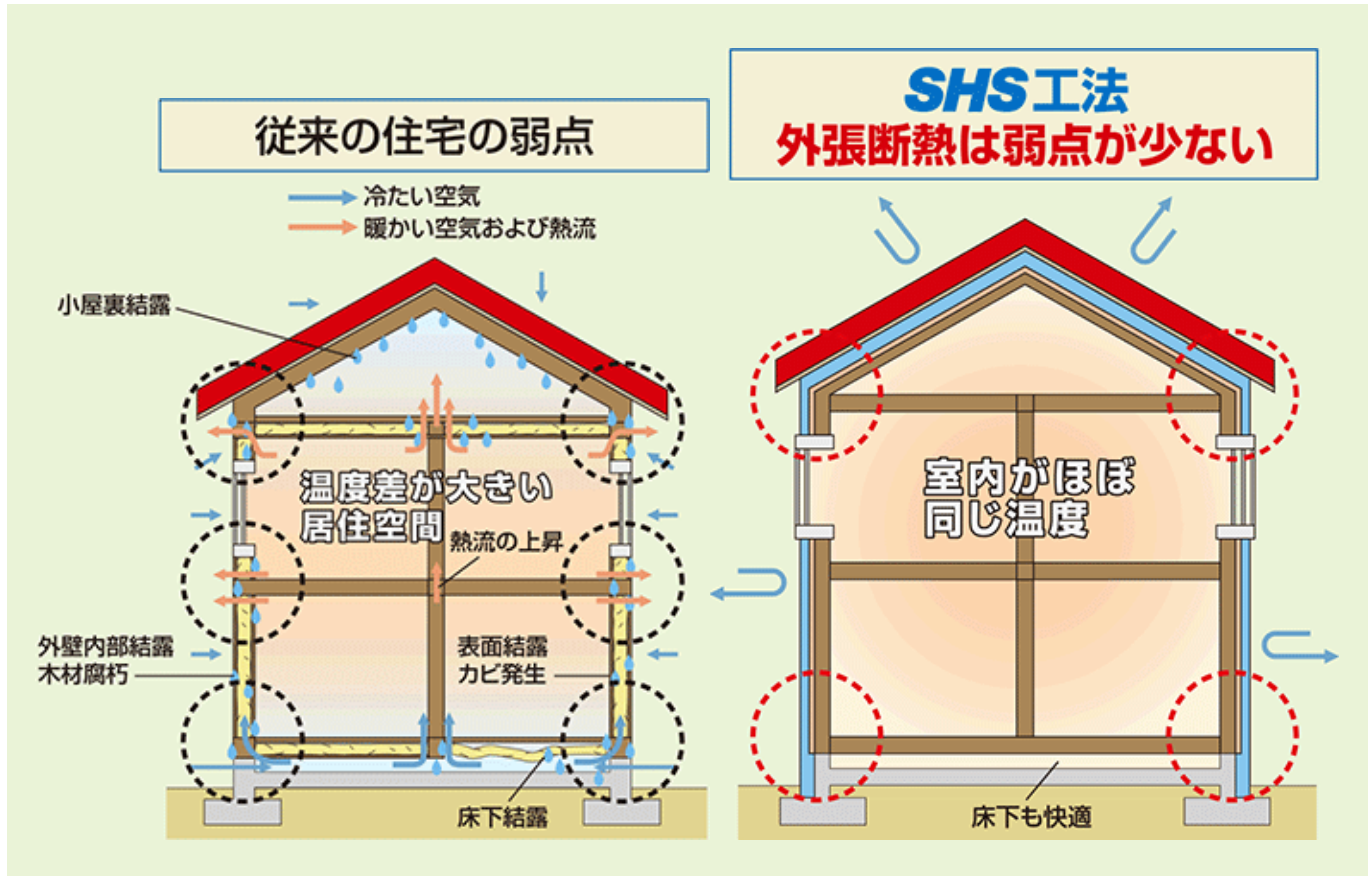 従来の住宅の弱点
冷たい空気
暖かい空気および熱流
小屋裏結露
温度差が大きい
居住空間
熱流の上昇
外壁内部結露
木材腐朽
表面結露
カビ発生
床下結露
SHS工法
外張断熱は弱点が少ない
室内がほぼ
同じ温度
床下も快適